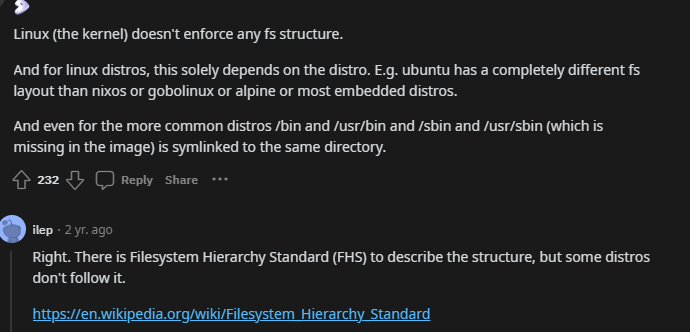 Linux (the kernel) doesn't enforce any fs structure.
And for linux distros, this solely depends on the distro. E.g. ubuntu has a completely different fs
layout than nixos or gobolinux or alpine or most embedded distros.
And even for the more common distros /bin and /usr/bin and /sbin and /usr/sbin (which is
missing in the image) is symlinked to the same directory.
232 Reply Share ···
ilep · 2 yr. ago
Right. There is Filesystem Hierarchy Standard (FHS) to describe the structure, but some distros
don't follow it.
https://en.wikipedia.org/wiki/Filesystem_Hierarchy_Standard